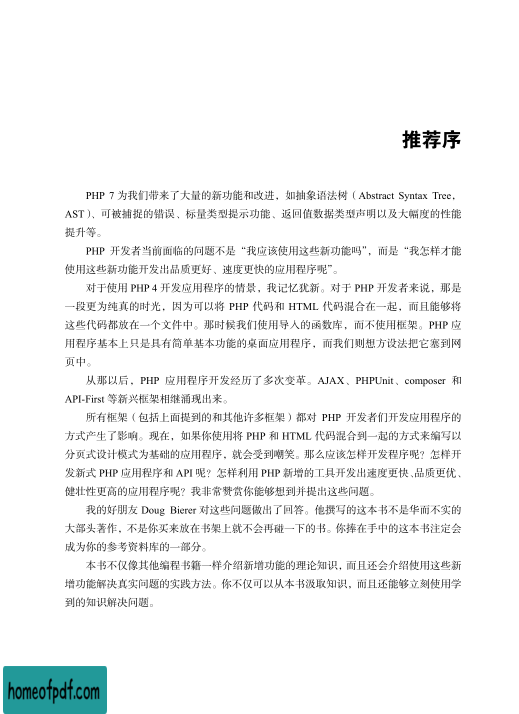 推荐序
PHP 7 为我们带来了大量的新功能和改进，如抽象语法树（Abstract Syntax Tree，
AST）、可被捕捉的错误、标量类型提示功能、返回值数据类型声明以及大幅度的性能
提升等。
PHP 开发者当前面临的问题不是“我应该使用这些新功能吗”，而是“我怎样才能
使用这些新功能开发出品质更好、速度更快的应用程序呢”。
对于使用 PHP 4 开发应用程序的情景，我记忆犹新。对于 PHP 开发者来说，那是
一段更为纯真的时光，因为可以将 PHP 代码和 HTML 代码混合在一起，而且能够将
这些代码都放在一个文件中。那时候我们使用导入的函数库，而不使用框架。PHP 应
用程序基本上只是具有简单基本功能的桌面应用程序，而我们则想方设法把它塞到网
页中。
从那以后，PHP 应用程序开发经历了多次变革。AJAX、PHPUnit、composer 和
API-First 等新兴框架相继涌现出来。
所有框架（包括上面提到的和其他许多框架）都对 PHP 开发者们开发应用程序的
方式产生了影响。现在，如果你使用将 PHP 和 HTML 代码混合到一起的方式来编写以
分页式设计模式为基础的应用程序，就会受到嘲笑。那么应该怎样开发程序呢？怎样开
发新式 PHP 应用程序和 API 呢？怎样利用 PHP 新增的工具开发出速度更快、品质更优、
健壮性更高的应用程序呢？我非常赞赏你能够想到并提出这些问题。
我的好朋友 Doug Bierer 对这些问题做出了回答。他撰写的这本书不是华而不实的
大部头著作，不是你买来放在书架上就不会再碰一下的书。你捧在手中的这本书注定会
成为你的参考资料库的一部分。
本书不仅像其他编程书籍一样介绍新增功能的理论知识，而且还会介绍使用这些新
增功能解决真实问题的实践方法。你不仅可以从本书汲取知识，而且还能够立刻使用学
到的知识解决问题。
homeofpdf.com